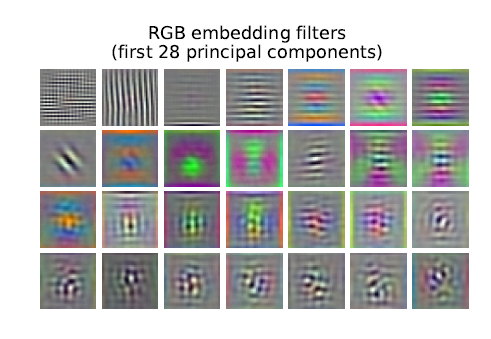 RGB embedding filters
(first 28 principal components)